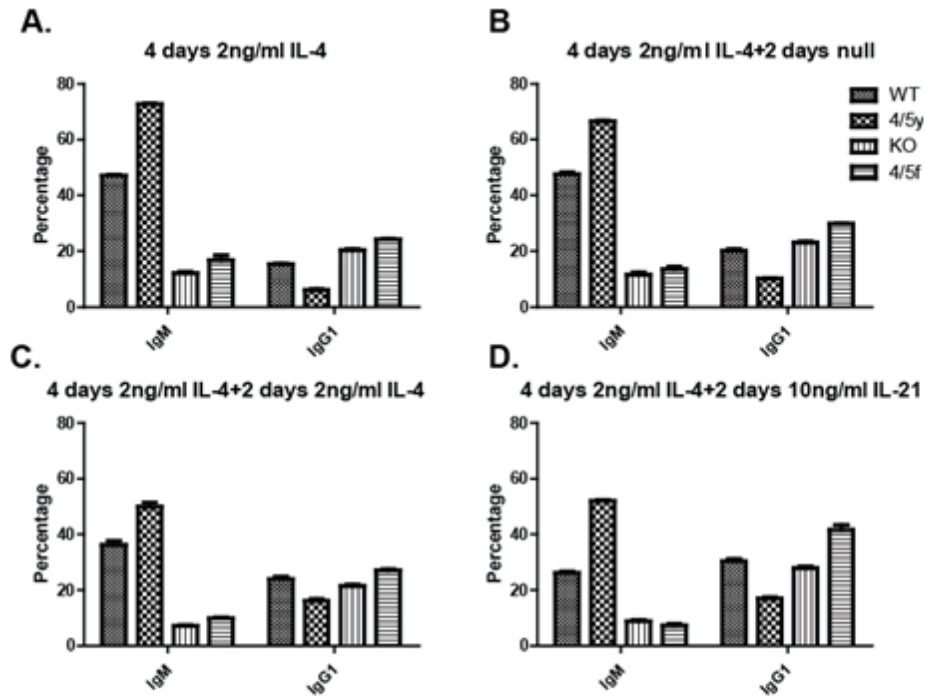 A.
4 days 2ng/ml IL-4
80
60
40
20
0
Percentage
IgM
IgG1
B
4 days 2ng/ml IL-4+2 days null
80
60
40
20
0
Percentage
IgM
IgG1
WT
4/5y
KO
4/5f
C.
4 days 2ng/ml IL-4+2 days 2ng/ml IL-4
80
60
40
20
0
Percentage
IgM
IgG1
D.
4 days 2ng/ml IL-4+2 days 10ng/ml IL-21
80
60
40
20
0
Percentage
IgM
IgG1